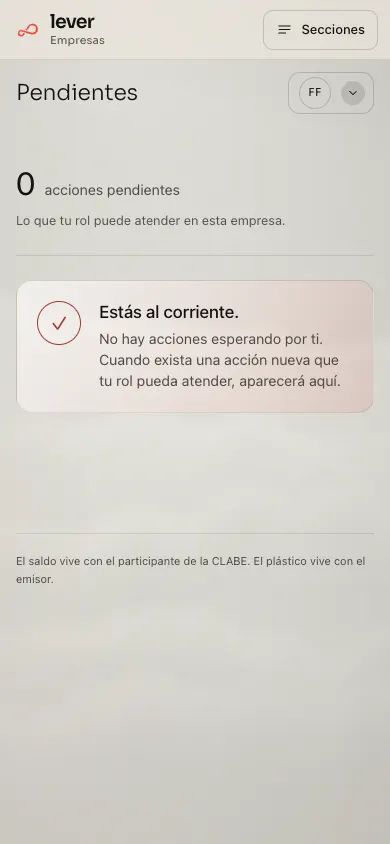 lever
Empresas
Secciones
Pendientes
FF
0 acciones pendientes
Lo que tu rol puede atender en esta empresa.
Estás al corriente.
No hay acciones esperando por ti.
Cuando exista una acción nueva que
tu rol pueda atender, aparecerá aquí.
El saldo vive con el participante de la CLABE. El plástico vive con el
emisor.